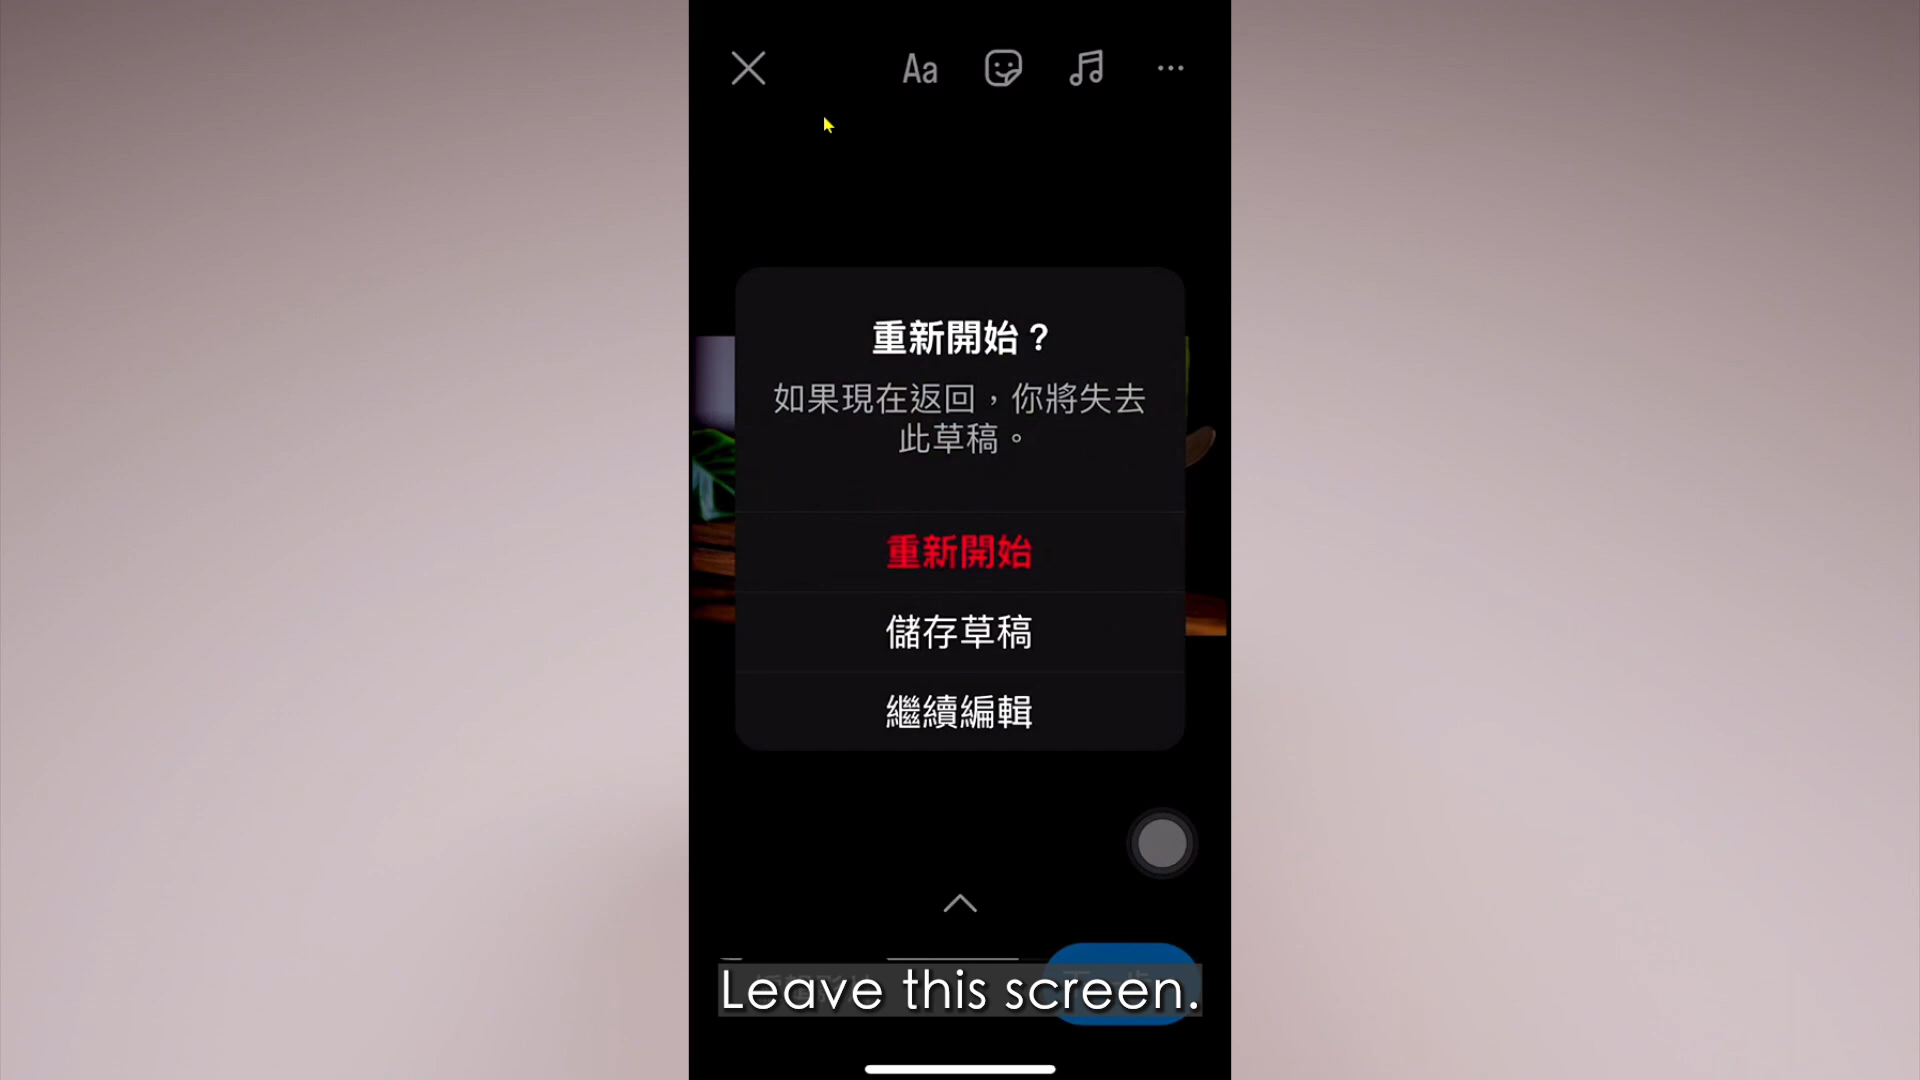 Aa
重新開始？
如果現在返回，你將失去
此草稿。
重新開始
儲存草稿
繼續編輯
Leave this screen.